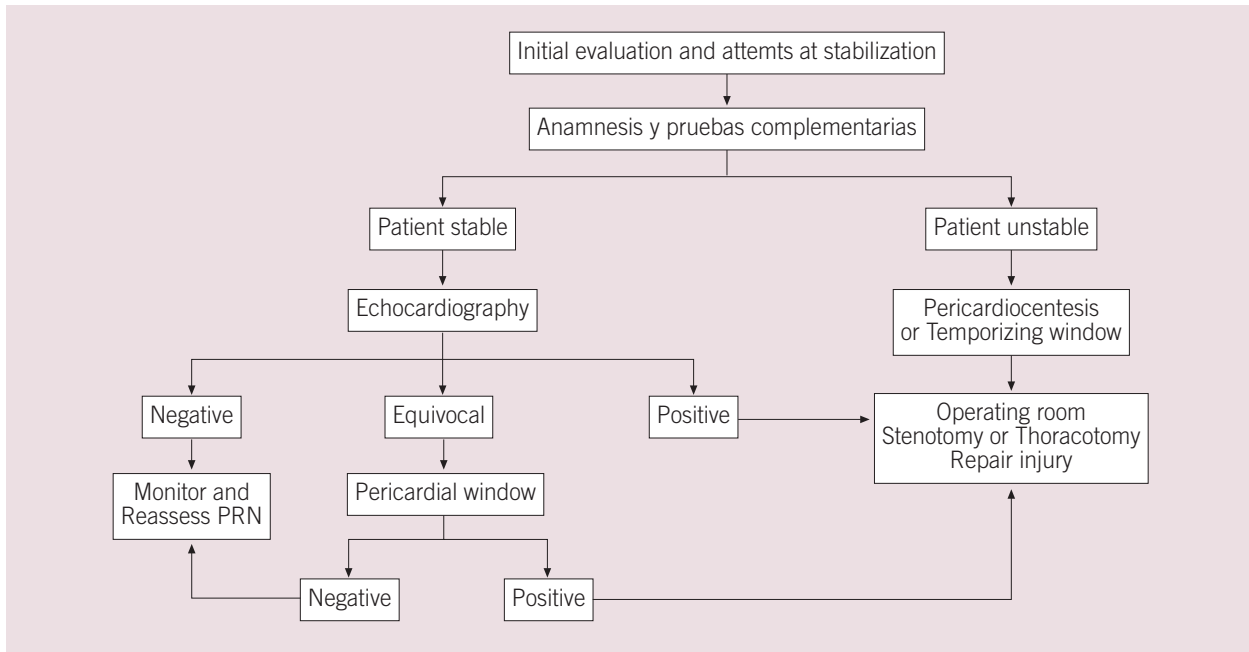 Initial evaluation and attemts at stabilization
Anamnesis y pruebas complementarias
Patient stable
Patient unstable
Echocardiography
Pericardiocentesis
or Temporizing window
Negative
Equivocal
Positive
Operating room
Stenotomy or Thoracotomy
Repair injury
Monitor and
Reassess PRN
Pericardial window
Negative
Positive